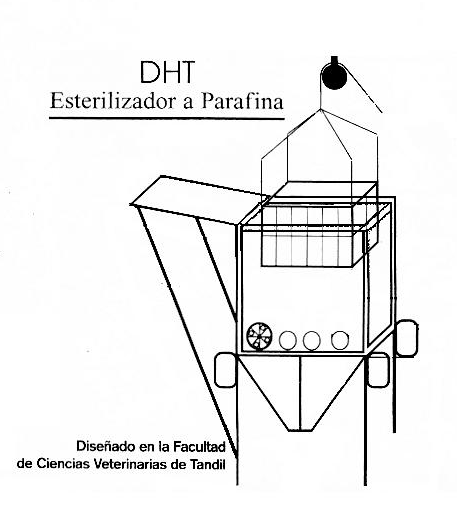 DHT
Esterilizador a Parafina
Diseñado en la Facultad
de Ciencias Veterinarias de Tandil